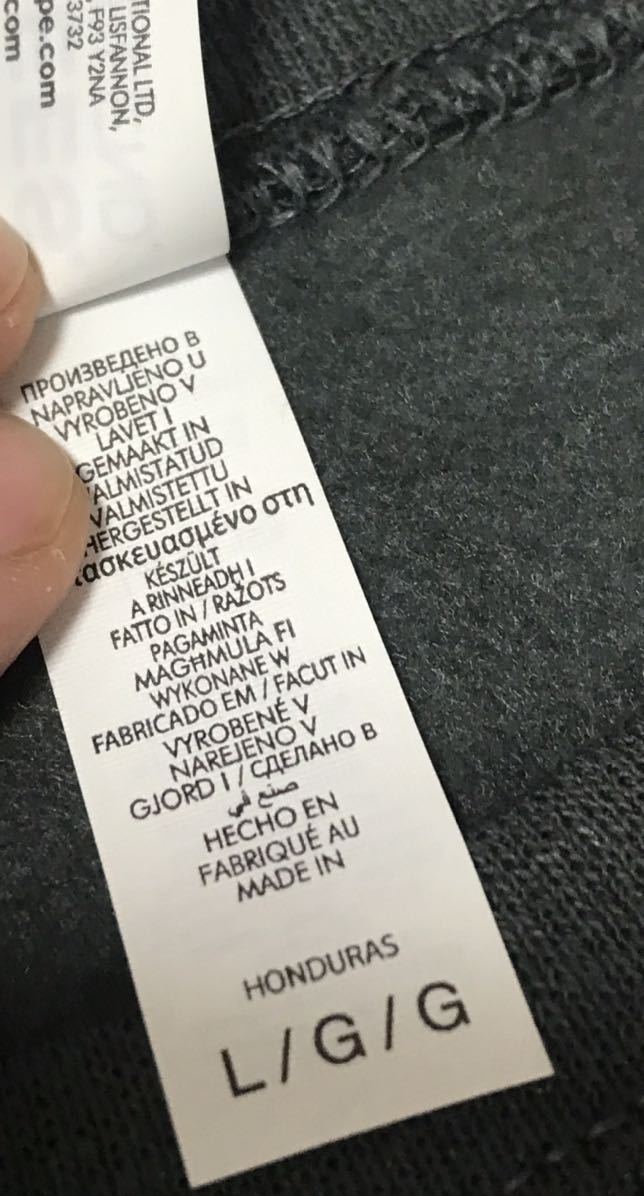 TIONAL LTD,
LISFANNON,
F93 Y2NA
3732
pe.com
.com
ПРОИЗВЕДЕНО В
NAPRAVLJENO U
VYROBENO V
LAVET I
GEMAAKT IN
VALMISTATUD
VALMISTETTU
HERGESTELLT IN
τασκευασμένο στη
KÉSZÜLT
A RINNEADH I
FATTO IN / RAŽOTS
PAGAMINTA
MAGHMULA FI
WYKONANE W
FABRICADO EM / FACUT IN
VYROBENÉ V
NAREJENO V
GJORD I / СДЕЛАНО В
صنع في
HECHO EN
FABRIQUÉ AU
MADE IN
HONDURAS
L / G / G